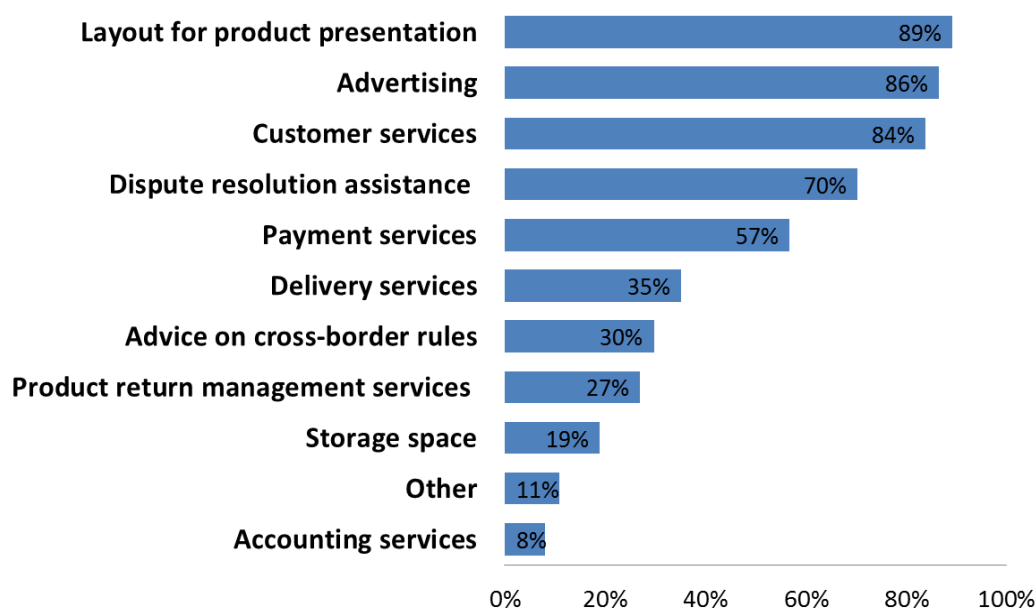 Layout for product presentation 89%
Advertising 86%
Customer services 84%
Dispute resolution assistance 70%
Payment services 57%
Delivery services 35%
Advice on cross-border rules 30%
Product return management services 27%
Storage space 19%
Other 11%
Accounting services 8%
0% 20% 40% 60% 80% 100%